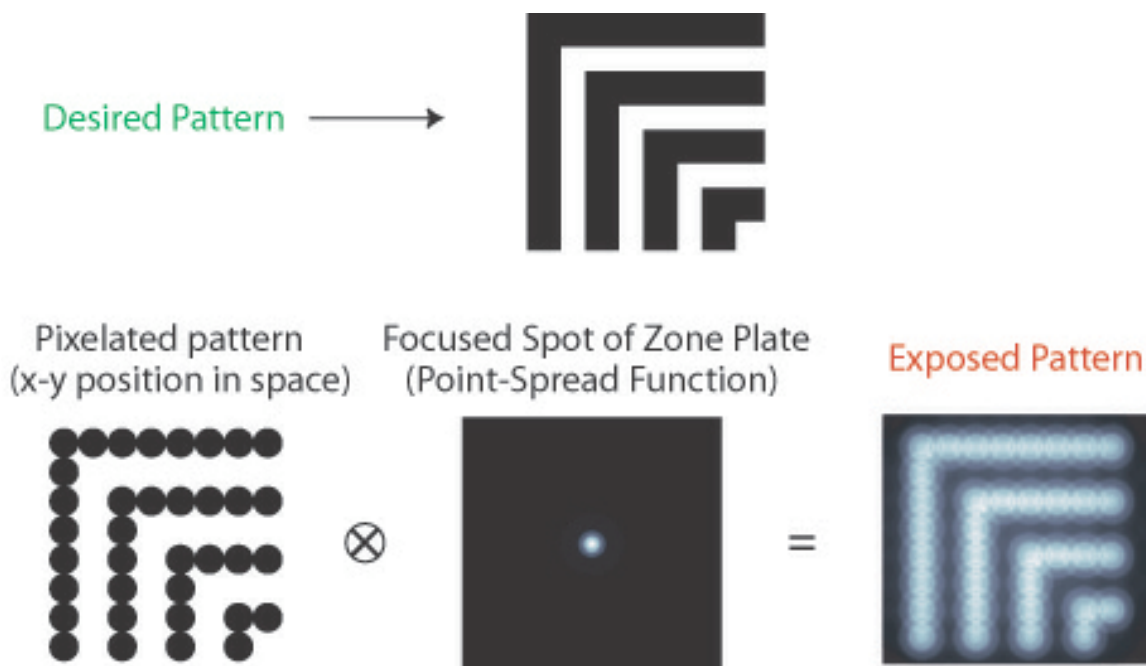 Desired Pattern
Pixelated pattern
(x-y position in space)
Focused Spot of Zone Plate
(Point-Spread Function)
Exposed Pattern
=